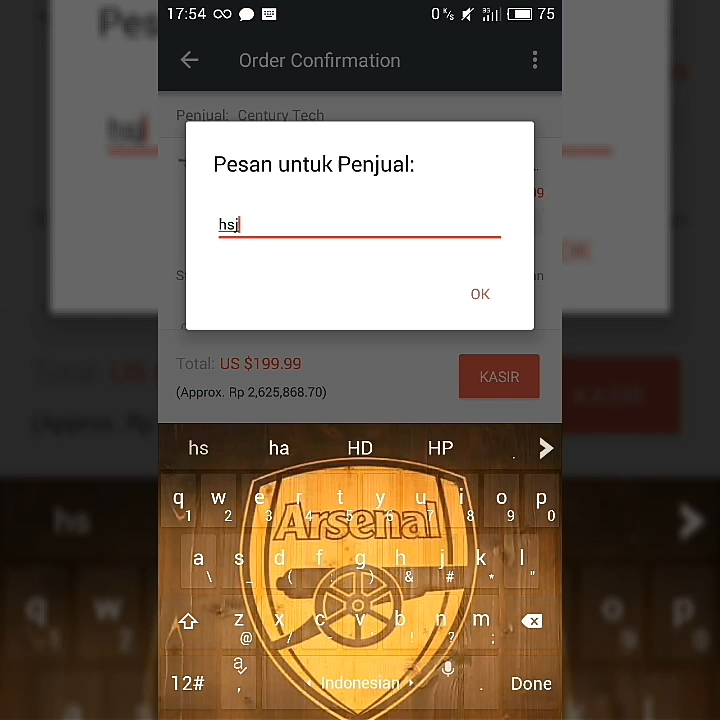 17:54 0 K/s 3G 75
Order Confirmation
Penjual: Century Tech
Pesan untuk Penjual:
hsj
OK
Total: US $199.99
KASIR
(Approx. Rp 2,625,868.70)
hs ha HD HP .
Arsenal
q w e r t y u i o p
1 2 3 4 5 6 7 8 9 0
a s d f g h j k l
\ _ ( : ) & # * "
z x c v b n m
@ / - ' ! ? ;
12# a , Indonesian . Done